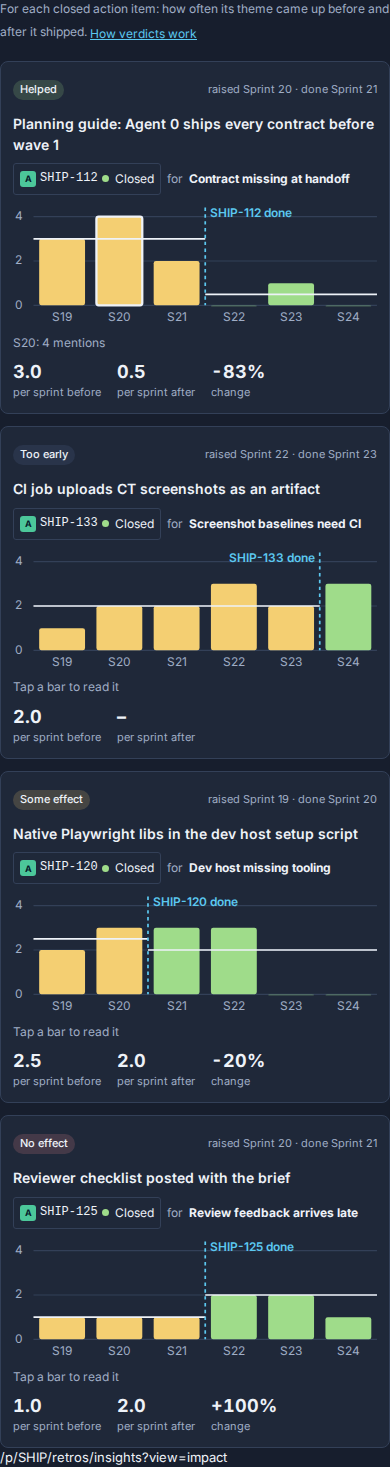 For each closed action item: how often its theme came up before and
after it shipped. How verdicts work
Helped
raised Sprint 20 · done Sprint 21
Planning guide: Agent 0 ships every contract before
wave 1
A SHIP-112 Closed for Contract missing at handoff
SHIP-112 done
4
2
0
S19 S20 S21 S22 S23 S24
S20: 4 mentions
3.0 0.5 -83%
per sprint before per sprint after change
Too early
raised Sprint 22 · done Sprint 23
CI job uploads CT screenshots as an artifact
A SHIP-133 Closed for Screenshot baselines need CI
SHIP-133 done
4
2
0
S19 S20 S21 S22 S23 S24
Tap a bar to read it
2.0 –
per sprint before per sprint after
Some effect
raised Sprint 19 · done Sprint 20
Native Playwright libs in the dev host setup script
A SHIP-120 Closed for Dev host missing tooling
SHIP-120 done
4
2
0
S19 S20 S21 S22 S23 S24
Tap a bar to read it
2.5 2.0 -20%
per sprint before per sprint after change
No effect
raised Sprint 20 · done Sprint 21
Reviewer checklist posted with the brief
A SHIP-125 Closed for Review feedback arrives late
SHIP-125 done
4
2
0
S19 S20 S21 S22 S23 S24
Tap a bar to read it
1.0 2.0 +100%
per sprint before per sprint after change
/p/SHIP/retros/insights?view=impact